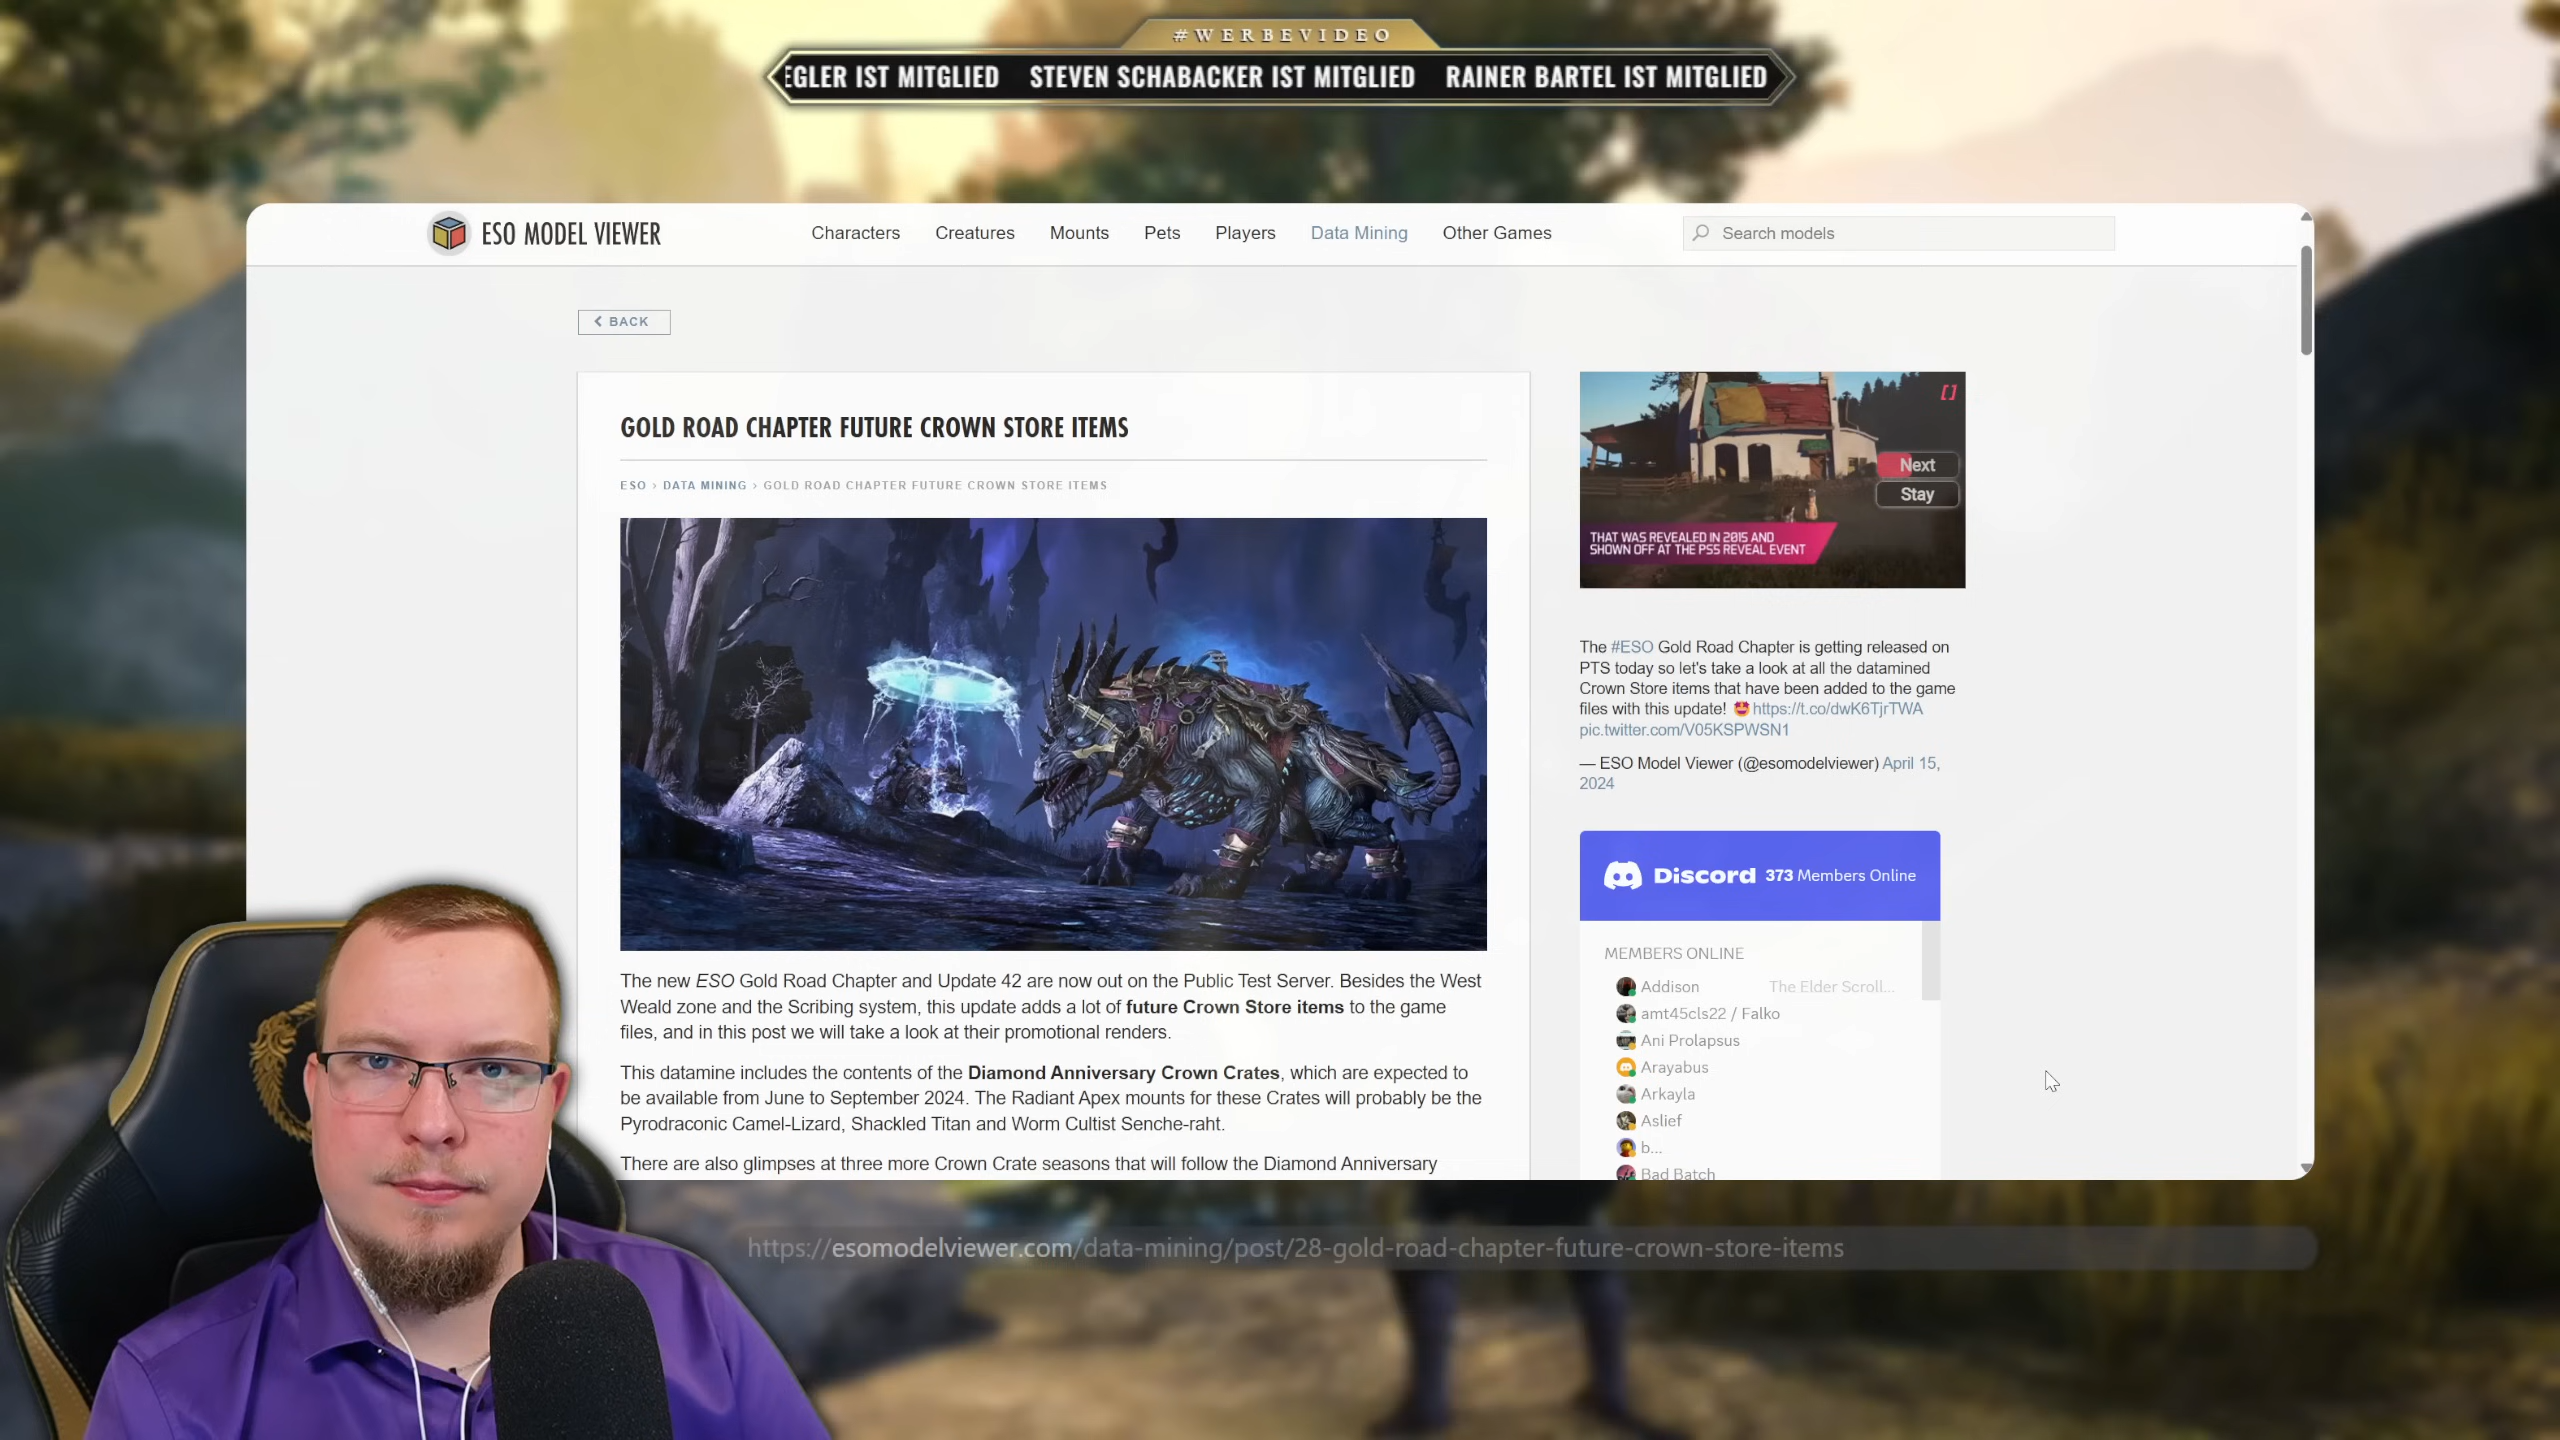 #WERBEVIDEO
EGLER IST MITGLIED STEVEN SCHABACKER IST MITGLIED RAINER BARTEL IST MITGLIED
ESO MODEL VIEWER
Characters Creatures Mounts Pets Players Data Mining Other Games
Search models
BACK
GOLD ROAD CHAPTER FUTURE CROWN STORE ITEMS
ESO › DATA MINING › GOLD ROAD CHAPTER FUTURE CROWN STORE ITEMS
The new ESO Gold Road Chapter and Update 42 are now out on the Public Test Server. Besides the West
Weald zone and the Scribing system, this update adds a lot of future Crown Store items to the game
files, and in this post we will take a look at their promotional renders.
This datamine includes the contents of the Diamond Anniversary Crown Crates, which are expected to
be available from June to September 2024. The Radiant Apex mounts for these Crates will probably be the
Pyrodraconic Camel-Lizard, Shackled Titan and Worm Cultist Senche-raht.
There are also glimpses at three more Crown Crate seasons that will follow the Diamond Anniversary
[ ]
Next
Stay
THAT WAS REVEALED IN 2015 AND
SHOWN OFF AT THE PS5 REVEAL EVENT
The #ESO Gold Road Chapter is getting released on
PTS today so let's take a look at all the datamined
Crown Store items that have been added to the game
files with this update! 🤩 https://t.co/dwK6TjrTWA
pic.twitter.com/V05KSPWSN1
— ESO Model Viewer (@esomodelviewer) April 15,
2024
Discord 373 Members Online
MEMBERS ONLINE
Addison The Elder Scroll...
amt45cls22 / Falko
Ani Prolapsus
Arayabus
Arkayla
Aslief
b...
Bad Batch
https://esomodelviewer.com/data-mining/post/28-gold-road-chapter-future-crown-store-items